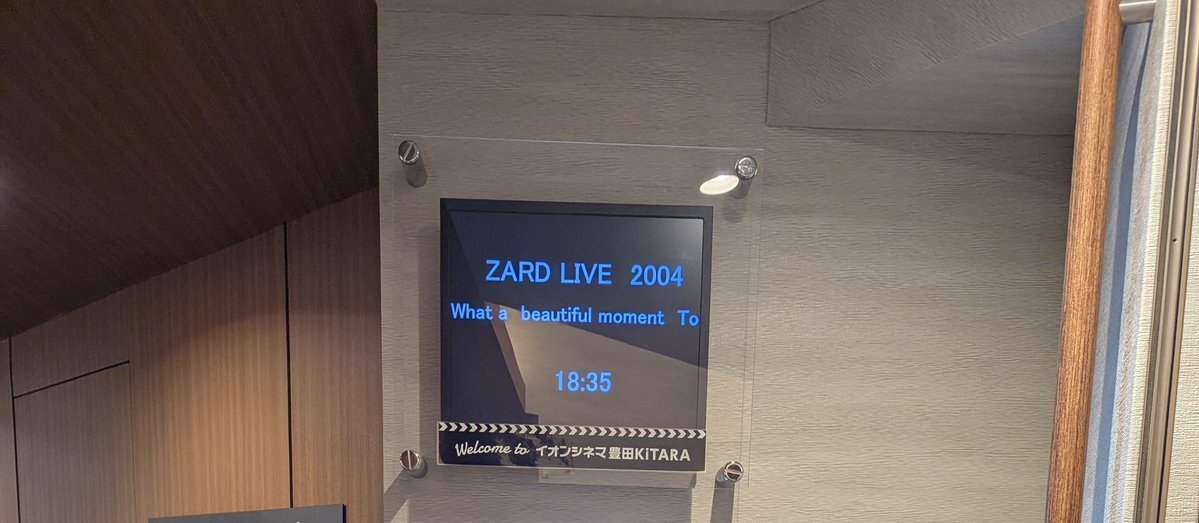 ZARD LIVE 2004
What a beautiful moment To
18:35
Welcome to イオンシネマ豊田KiTARA